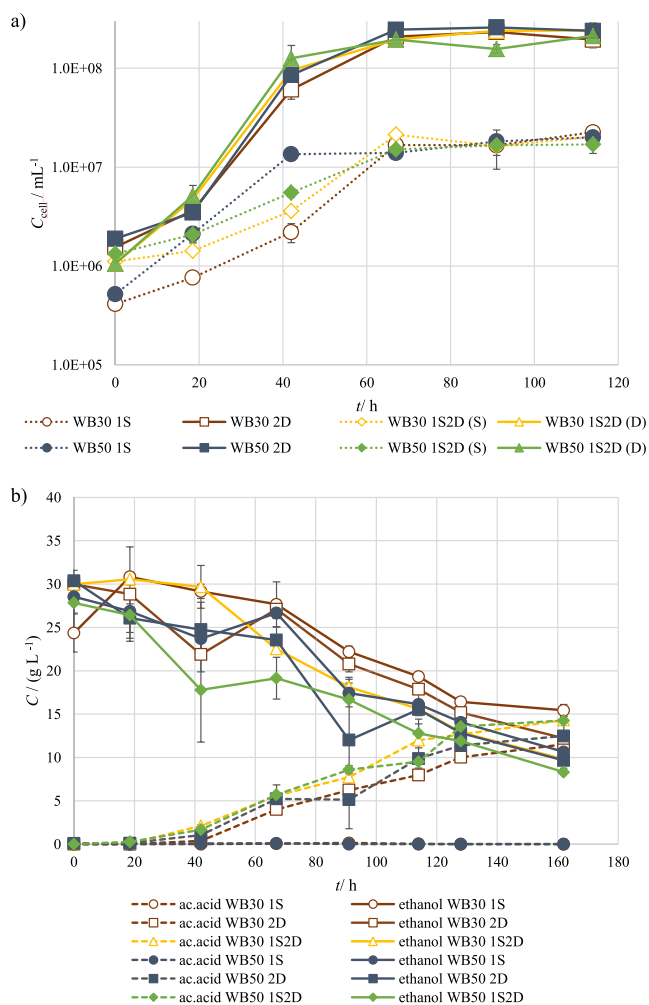 a)
1.0E+08
1.0E+07
1.0E+06
1.0E+05
C_cell / mL⁻¹
0 20 40 60 80 100 120
t/ h
WB30 1S WB30 2D WB30 1S2D (S) WB30 1S2D (D)
WB50 1S WB50 2D WB50 1S2D (S) WB50 1S2D (D)
b)
40
35
30
25
20
15
10
5
0
C / (g L⁻¹)
0 20 40 60 80 100 120 140 160 180
t/ h
ac.acid WB30 1S ethanol WB30 1S
ac.acid WB30 2D ethanol WB30 2D
ac.acid WB30 1S2D ethanol WB30 1S2D
ac.acid WB50 1S ethanol WB50 1S
ac.acid WB50 2D ethanol WB50 2D
ac.acid WB50 1S2D ethanol WB50 1S2D